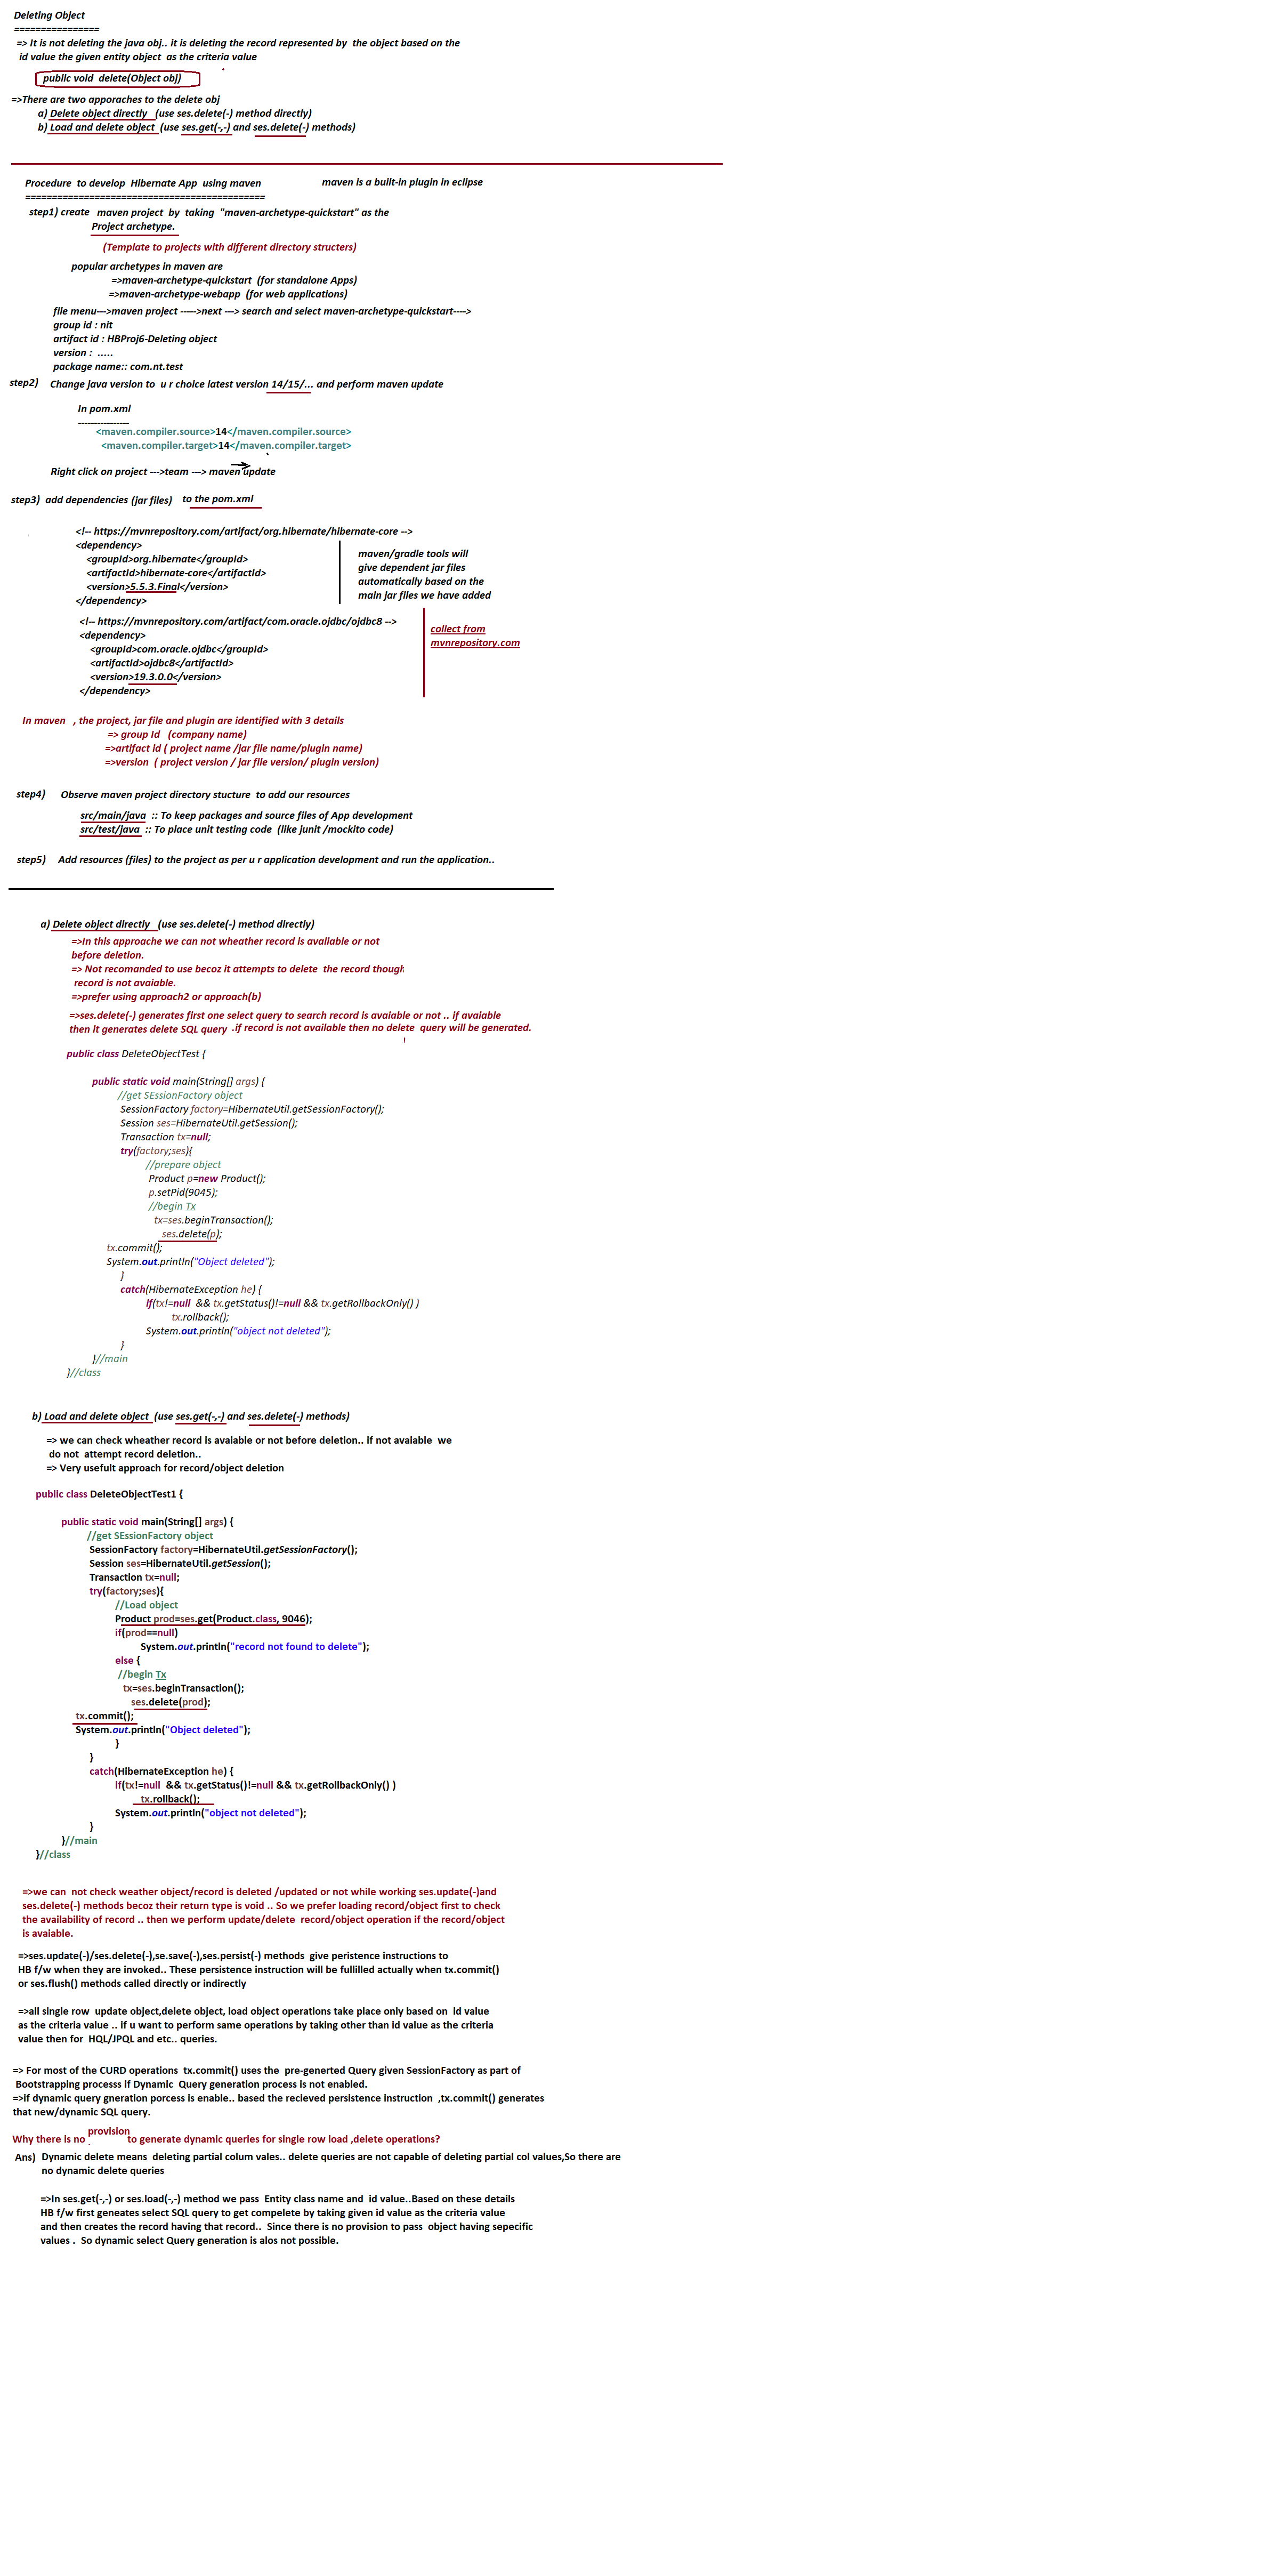 Deleting Object
================
=> It is not deleting the java obj.. it is deleting the record represented by the object based on the
id value the given entity object as the criteria value
public void delete(Object obj)
=>There are two apporaches to the delete obj
a) Delete object directly (use ses.delete(-) method directly)
b) Load and delete object (use ses.get(-,-) and ses.delete(-) methods)
Procedure to develop Hibernate App using maven maven is a built-in plugin in eclipse
=============================================
step1) create maven project by taking "maven-archetype-quickstart" as the
Project archetype.
(Template to projects with different directory structers)
popular archetypes in maven are
=>maven-archetype-quickstart (for standalone Apps)
=>maven-archetype-webapp (for web applications)
file menu--->maven project ----->next ---> search and select maven-archetype-quickstart---->
group id : nit
artifact id : HBProj6-Deleting object
version : .....
package name:: com.nt.test
step2) Change java version to u r choice latest version 14/15/... and perform maven update
In pom.xml
----------------
<maven.compiler.source>14</maven.compiler.source>
<maven.compiler.target>14</maven.compiler.target>
Right click on project --->team ---> maven update
step3) add dependencies (jar files) to the pom.xml
<!-- https://mvnrepository.com/artifact/org.hibernate/hibernate-core -->
<dependency>
<groupId>org.hibernate</groupId>
<artifactId>hibernate-core</artifactId>
<version>5.5.3.Final</version>
</dependency>
maven/gradle tools will
give dependent jar files
automatically based on the
main jar files we have added
<!-- https://mvnrepository.com/artifact/com.oracle.ojdbc/ojdbc8 -->
<dependency>
<groupId>com.oracle.ojdbc</groupId>
<artifactId>ojdbc8</artifactId>
<version>19.3.0.0</version>
</dependency>
collect from
mvnrepository.com
In maven , the project, jar file and plugin are identified with 3 details
=> group Id (company name)
=>artifact id ( project name /jar file name/plugin name)
=>version ( project version / jar file version/ plugin version)
step4) Observe maven project directory stucture to add our resources
src/main/java :: To keep packages and source files of App development
src/test/java :: To place unit testing code (like junit /mockito code)
step5) Add resources (files) to the project as per u r application development and run the application..
a) Delete object directly (use ses.delete(-) method directly)
=>In this approache we can not wheather record is avaliable or not
before deletion.
=> Not recomanded to use becoz it attempts to delete the record though
record is not avaiable.
=>prefer using approach2 or approach(b)
=>ses.delete(-) generates first one select query to search record is avaiable or not .. if avaiable
then it generates delete SQL query .if record is not available then no delete query will be generated.
public class DeleteObjectTest {
public static void main(String[] args) {
//get SEssionFactory object
SessionFactory factory=HibernateUtil.getSessionFactory();
Session ses=HibernateUtil.getSession();
Transaction tx=null;
try(factory;ses){
//prepare object
Product p=new Product();
p.setPid(9045);
//begin Tx
tx=ses.beginTransaction();
ses.delete(p);
tx.commit();
System.out.println("Object deleted");
}
catch(HibernateException he) {
if(tx!=null && tx.getStatus()!=null && tx.getRollbackOnly() )
tx.rollback();
System.out.println("object not deleted");
}
}//main
}//class
b) Load and delete object (use ses.get(-,-) and ses.delete(-) methods)
=> we can check wheather record is avaiable or not before deletion.. if not avaiable we
do not attempt record deletion..
=> Very usefult approach for record/object deletion
public class DeleteObjectTest1 {
public static void main(String[] args) {
//get SEssionFactory object
SessionFactory factory=HibernateUtil.getSessionFactory();
Session ses=HibernateUtil.getSession();
Transaction tx=null;
try(factory;ses){
//Load object
Product prod=ses.get(Product.class, 9046);
if(prod==null)
System.out.println("record not found to delete");
else {
//begin Tx
tx=ses.beginTransaction();
ses.delete(prod);
tx.commit();
System.out.println("Object deleted");
}
}
catch(HibernateException he) {
if(tx!=null && tx.getStatus()!=null && tx.getRollbackOnly() )
tx.rollback();
System.out.println("object not deleted");
}
}//main
}//class
=>we can not check weather object/record is deleted /updated or not while working ses.update(-)and
ses.delete(-) methods becoz their return type is void .. So we prefer loading record/object first to check
the availability of record .. then we perform update/delete record/object operation if the record/object
is avaiable.
=>ses.update(-)/ses.delete(-),se.save(-),ses.persist(-) methods give peristence instructions to
HB f/w when they are invoked.. These persistence instruction will be fullilled actually when tx.commit()
or ses.flush() methods called directly or indirectly
=>all single row update object,delete object, load object operations take place only based on id value
as the criteria value .. if u want to perform same operations by taking other than id value as the criteria
value then for HQL/JPQL and etc.. queries.
=> For most of the CURD operations tx.commit() uses the pre-generted Query given SessionFactory as part of
Bootstrapping processs if Dynamic Query generation process is not enabled.
=>if dynamic query gneration porcess is enable.. based the recieved persistence instruction ,tx.commit() generates
that new/dynamic SQL query.
Why there is no provision to generate dynamic queries for single row load ,delete operations?
Ans) Dynamic delete means deleting partial colum vales.. delete queries are not capable of deleting partial col values,So there are
no dynamic delete queries
=>In ses.get(-,-) or ses.load(-,-) method we pass Entity class name and id value..Based on these details
HB f/w first geneates select SQL query to get compelete by taking given id value as the criteria value
and then creates the record having that record.. Since there is no provision to pass object having sepecific
values . So dynamic select Query generation is alos not possible.